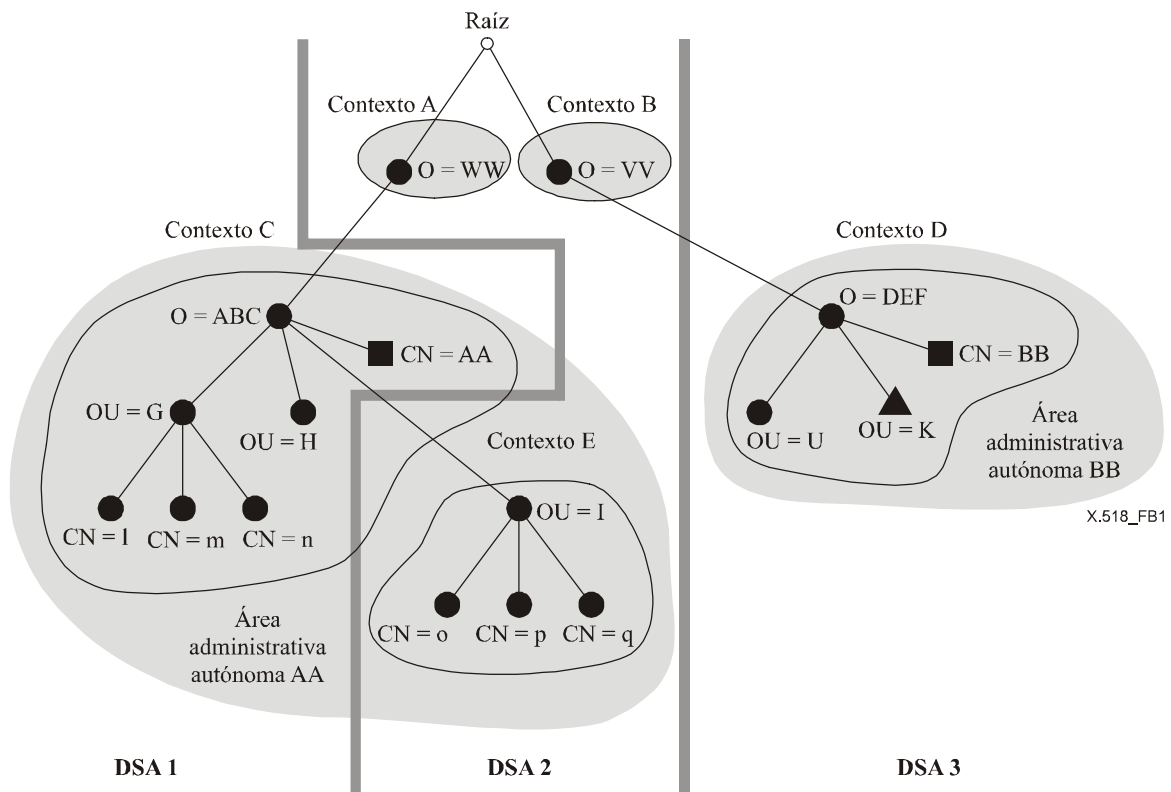 Raíz
Contexto A
Contexto B
O = WW
O = VV
Contexto C
Contexto D
O = ABC
O = DEF
CN = AA
CN = BB
OU = G
OU = H
Contexto E
OU = U
OU = K
Área
administrativa
autónoma BB
OU = I
X.518_FB1
CN = l
CN = m
CN = n
Área
administrativa
autónoma AA
CN = o
CN = p
CN = q
DSA 1
DSA 2
DSA 3